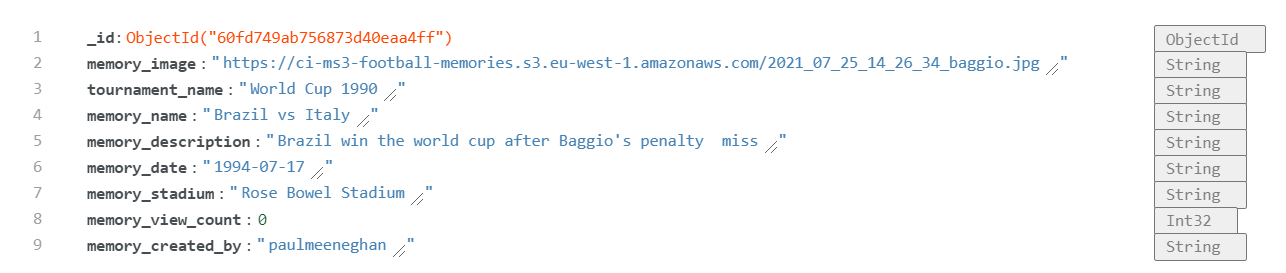 1 _id: ObjectId("60fd749ab756873d40eaa4ff") ObjectId
2 memory_image : "https://ci-ms3-football-memories.s3.eu-west-1.amazonaws.com/2021_07_25_14_26_34_baggio.jpg" String
3 tournament_name : "World Cup 1990" String
4 memory_name : "Brazil vs Italy" String
5 memory_description : "Brazil win the world cup after Baggio's penalty  miss" String
6 memory_date : "1994-07-17" String
7 memory_stadium : "Rose Bowel Stadium" String
8 memory_view_count : 0 Int32
9 memory_created_by : "paulmeeneghan" String